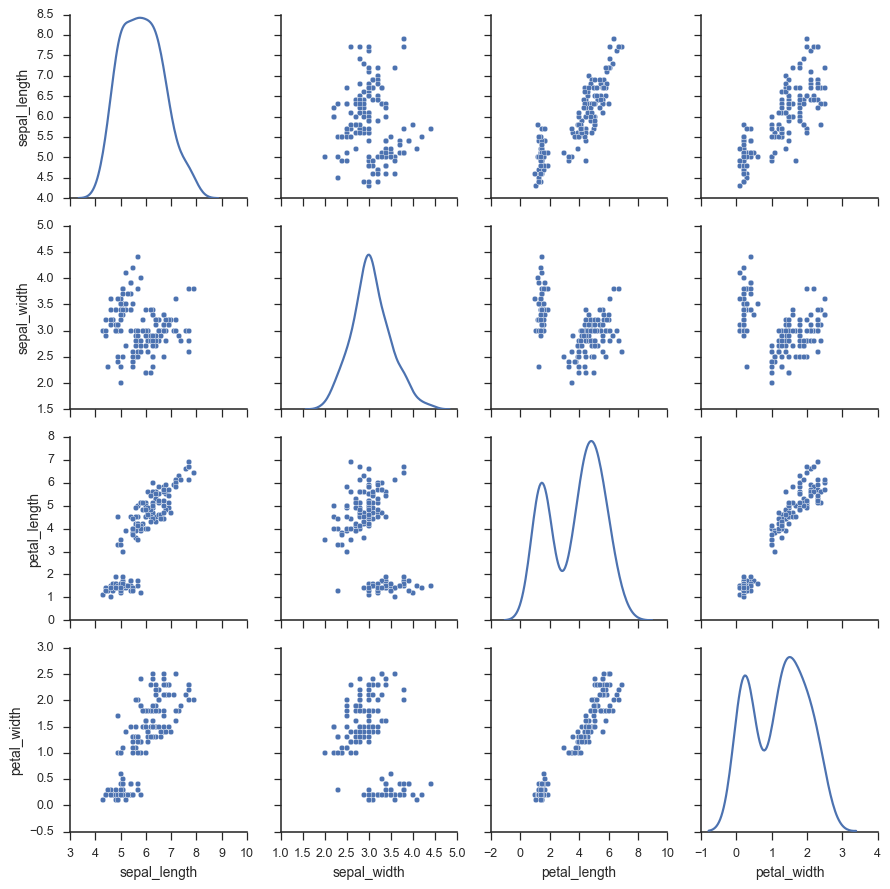 8.5
8.0
7.5
7.0
6.5
6.0
5.5
5.0
4.5
4.0
sepal_length
5.0
4.5
4.0
3.5
3.0
2.5
2.0
1.5
sepal_width
8
7
6
5
4
3
2
1
0
petal_length
3.0
2.5
2.0
1.5
1.0
0.5
0.0
−0.5
petal_width
3 4 5 6 7 8 9 10
sepal_length
1.0 1.5 2.0 2.5 3.0 3.5 4.0 4.5 5.0
sepal_width
−2 0 2 4 6 8 10
petal_length
−1 0 1 2 3 4
petal_width